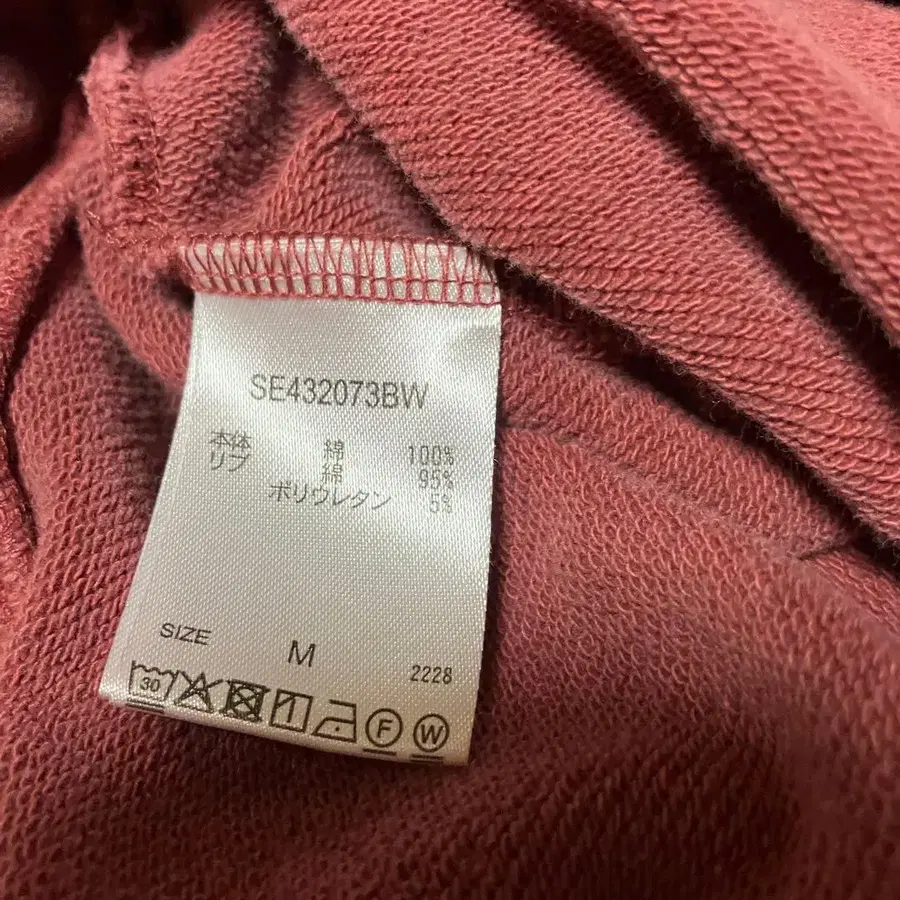 SE432073BW
本体 綿 100%
リブ 綿 95%
ポリウレタン 5%
SIZE M 2228
30 F W